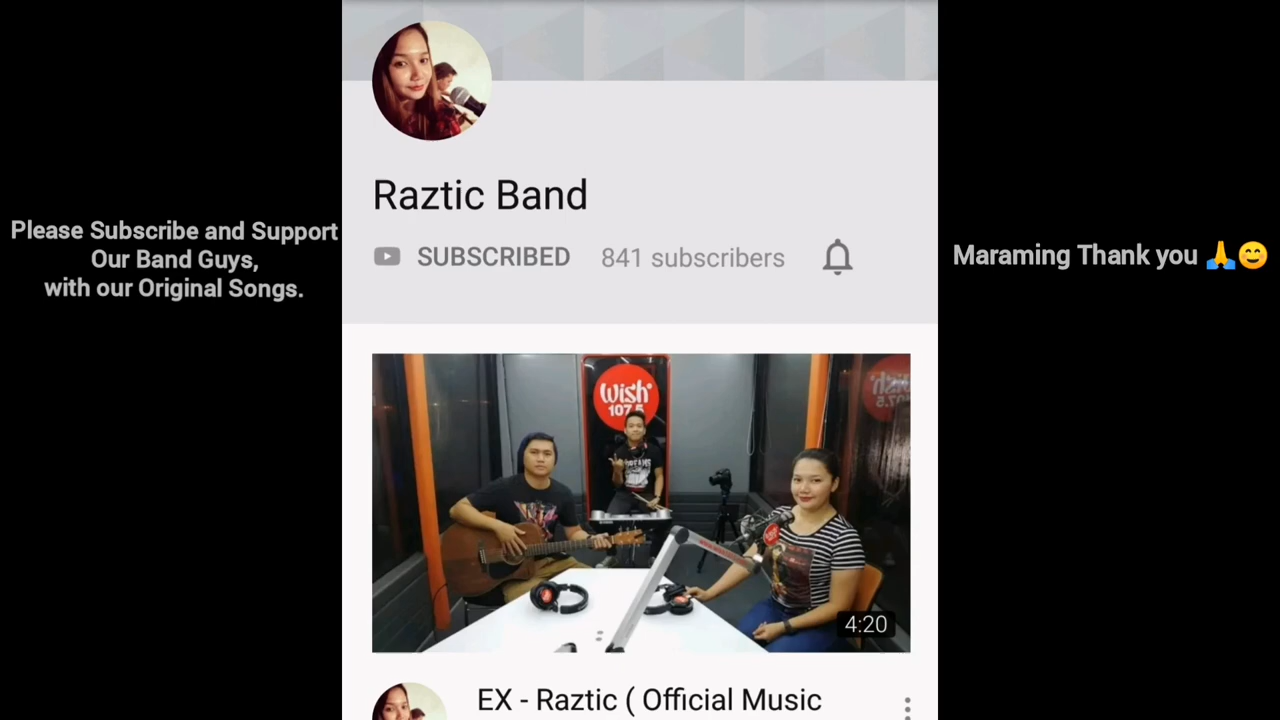 Please Subscribe and Support
Our Band Guys,
with our Original Songs.
Raztic Band
SUBSCRIBED 841 subscribers
Maraming Thank you 🙏😊
wish
107.5
4:20
EX - Raztic ( Official Music